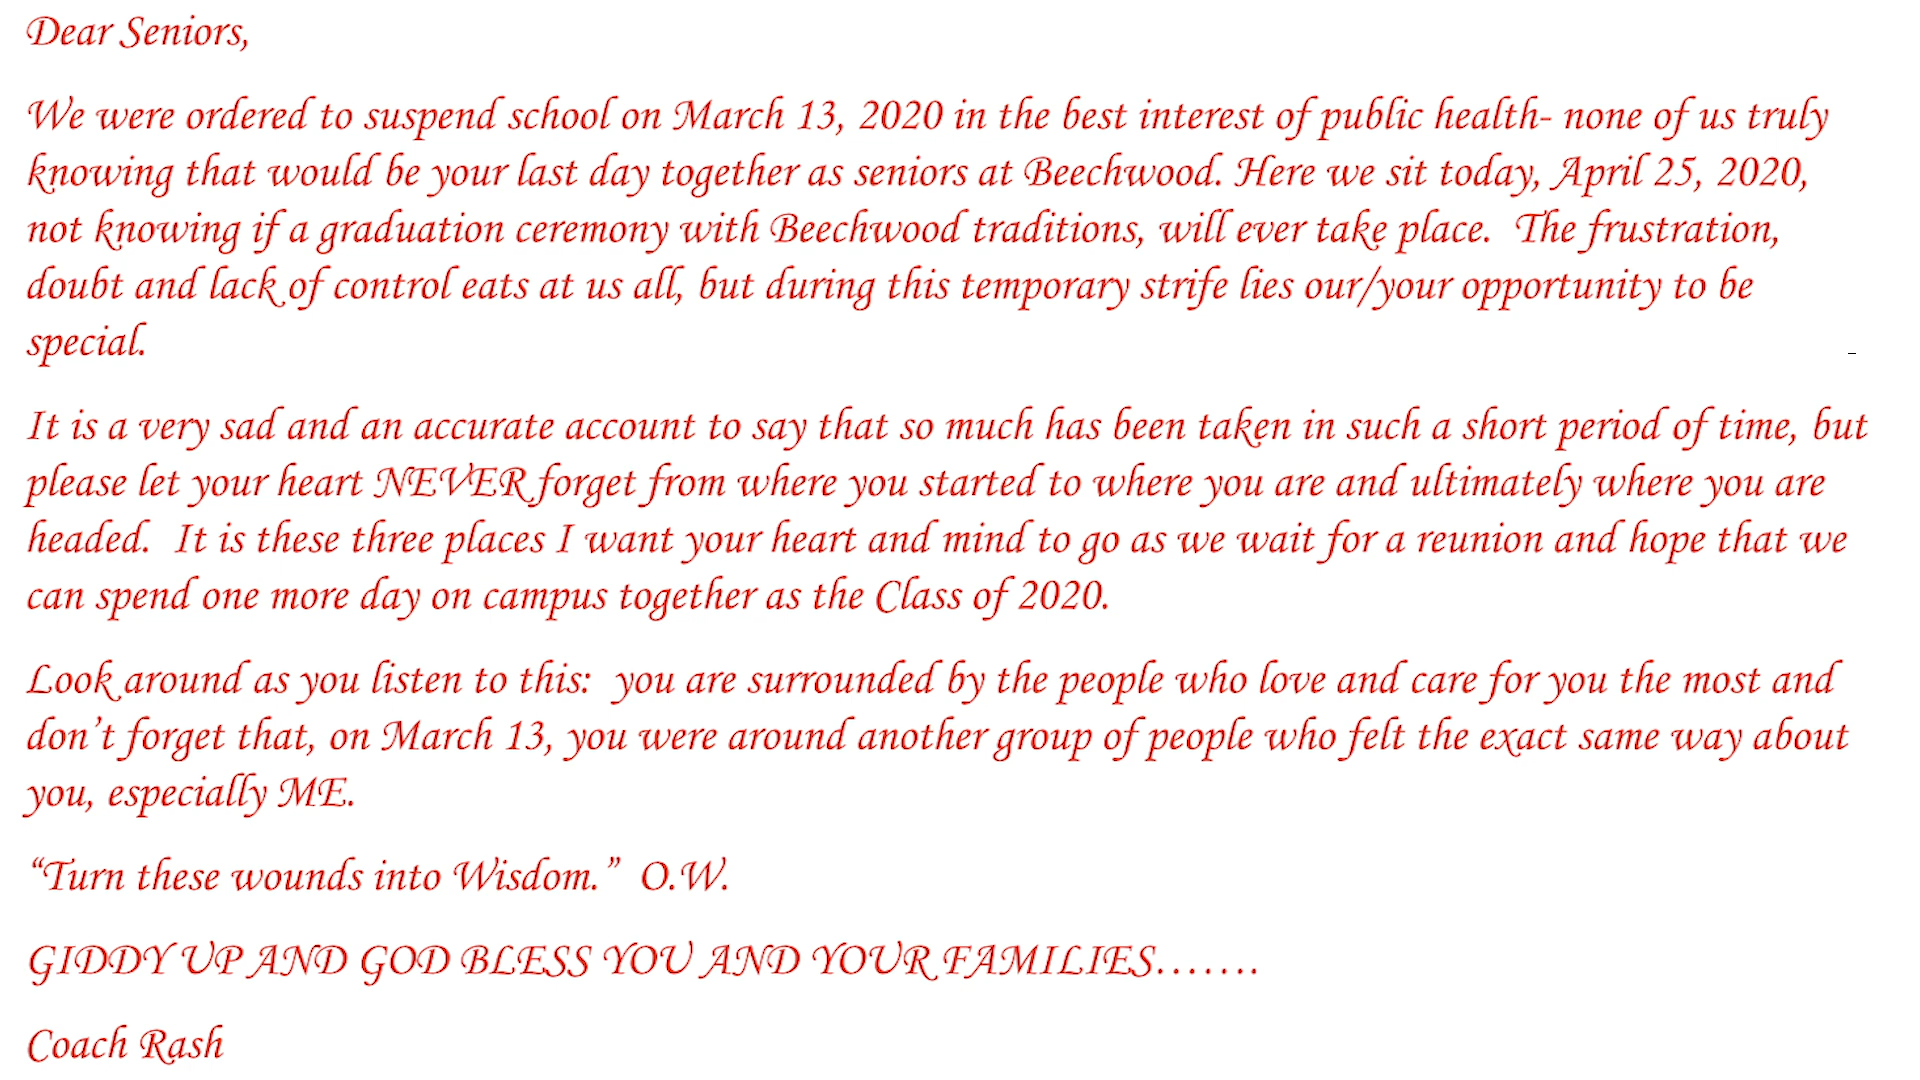 Dear Seniors,
We were ordered to suspend school on March 13, 2020 in the best interest of public health- none of us truly
knowing that would be your last day together as seniors at Beechwood. Here we sit today, April 25, 2020,
not knowing if a graduation ceremony with Beechwood traditions, will ever take place.  The frustration,
doubt and lack of control eats at us all, but during this temporary strife lies our/your opportunity to be
special.
It is a very sad and an accurate account to say that so much has been taken in such a short period of time, but
please let your heart NEVER forget from where you started to where you are and ultimately where you are
headed.  It is these three places I want your heart and mind to go as we wait for a reunion and hope that we
can spend one more day on campus together as the Class of 2020.
Look around as you listen to this:  you are surrounded by the people who love and care for you the most and
don’t forget that, on March 13, you were around another group of people who felt the exact same way about
you, especially ME.
“Turn these wounds into Wisdom.”  O.W.
GIDDY UP AND GOD BLESS YOU AND YOUR FAMILIES…….
Coach Rash